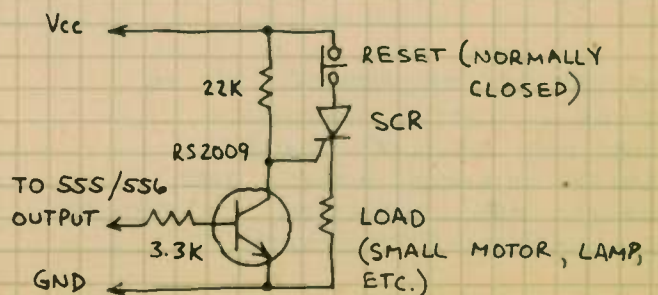 Vcc
RESET (NORMALLY
CLOSED)
22K
SCR
RS2009
TO 555/556
OUTPUT
LOAD
(SMALL MOTOR, LAMP,
ETC.)
3.3K
GND